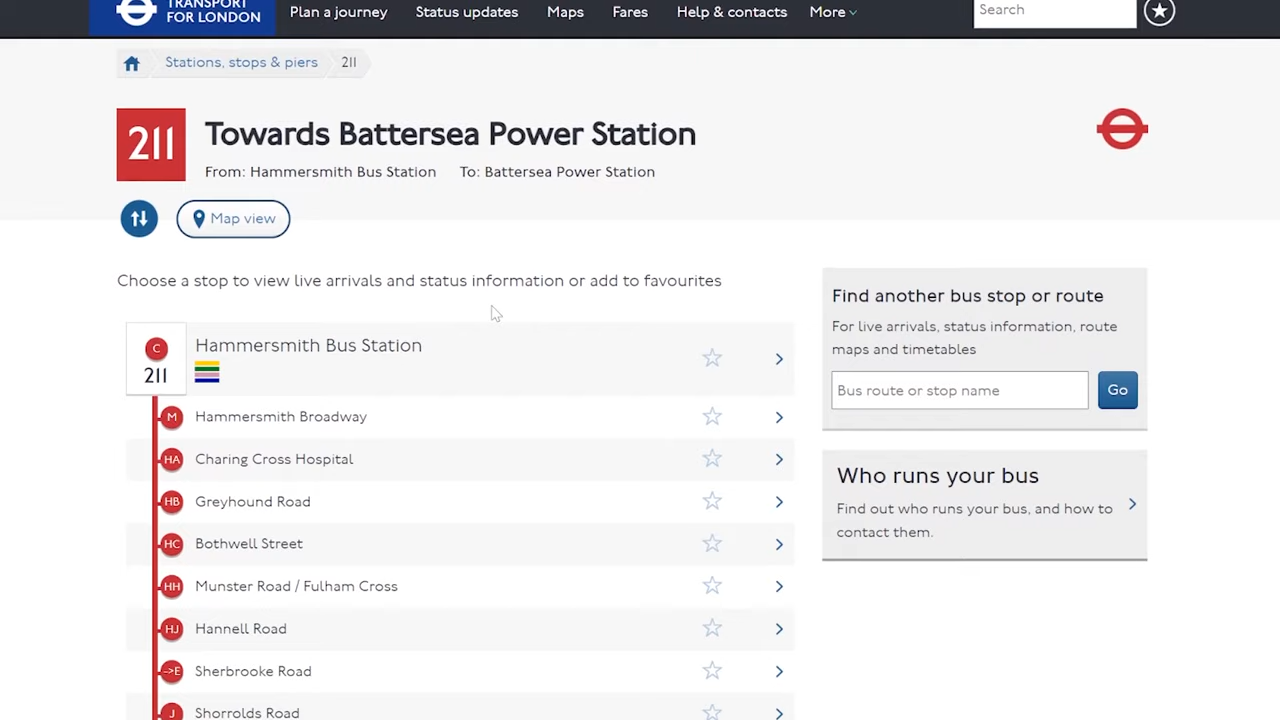 TRANSPORT
FOR LONDON
Plan a journey
Status updates
Maps
Fares
Help & contacts
More
Search
Stations, stops & piers
211
211
Towards Battersea Power Station
From: Hammersmith Bus Station
To: Battersea Power Station
Map view
Choose a stop to view live arrivals and status information or add to favourites
C
211
Hammersmith Bus Station
M
Hammersmith Broadway
HA
Charing Cross Hospital
HB
Greyhound Road
HC
Bothwell Street
HH
Munster Road / Fulham Cross
HJ
Hannell Road
->E
Sherbrooke Road
J
Shorrolds Road
Find another bus stop or route
For live arrivals, status information, route
maps and timetables
Bus route or stop name
Go
Who runs your bus
Find out who runs your bus, and how to
contact them.